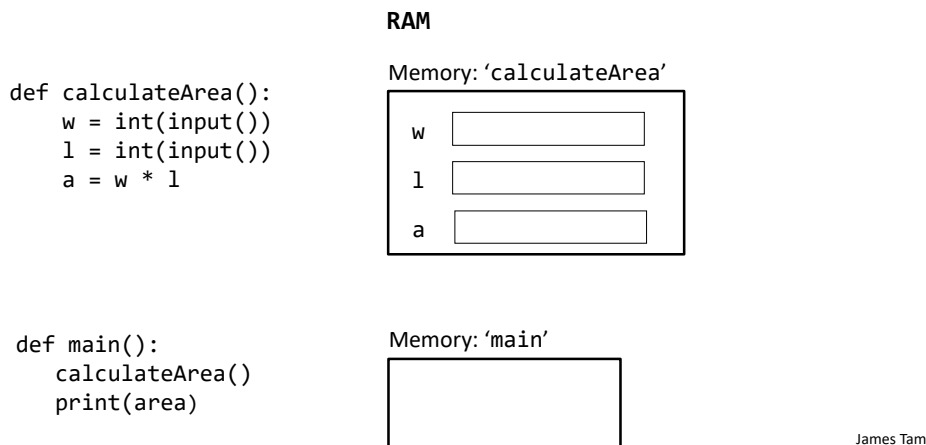 RAM
def calculateArea():
    w = int(input())
    l = int(input())
    a = w * l
Memory: ‘calculateArea’
w
l
a
def main():
    calculateArea()
    print(area)
Memory: ‘main’
James Tam